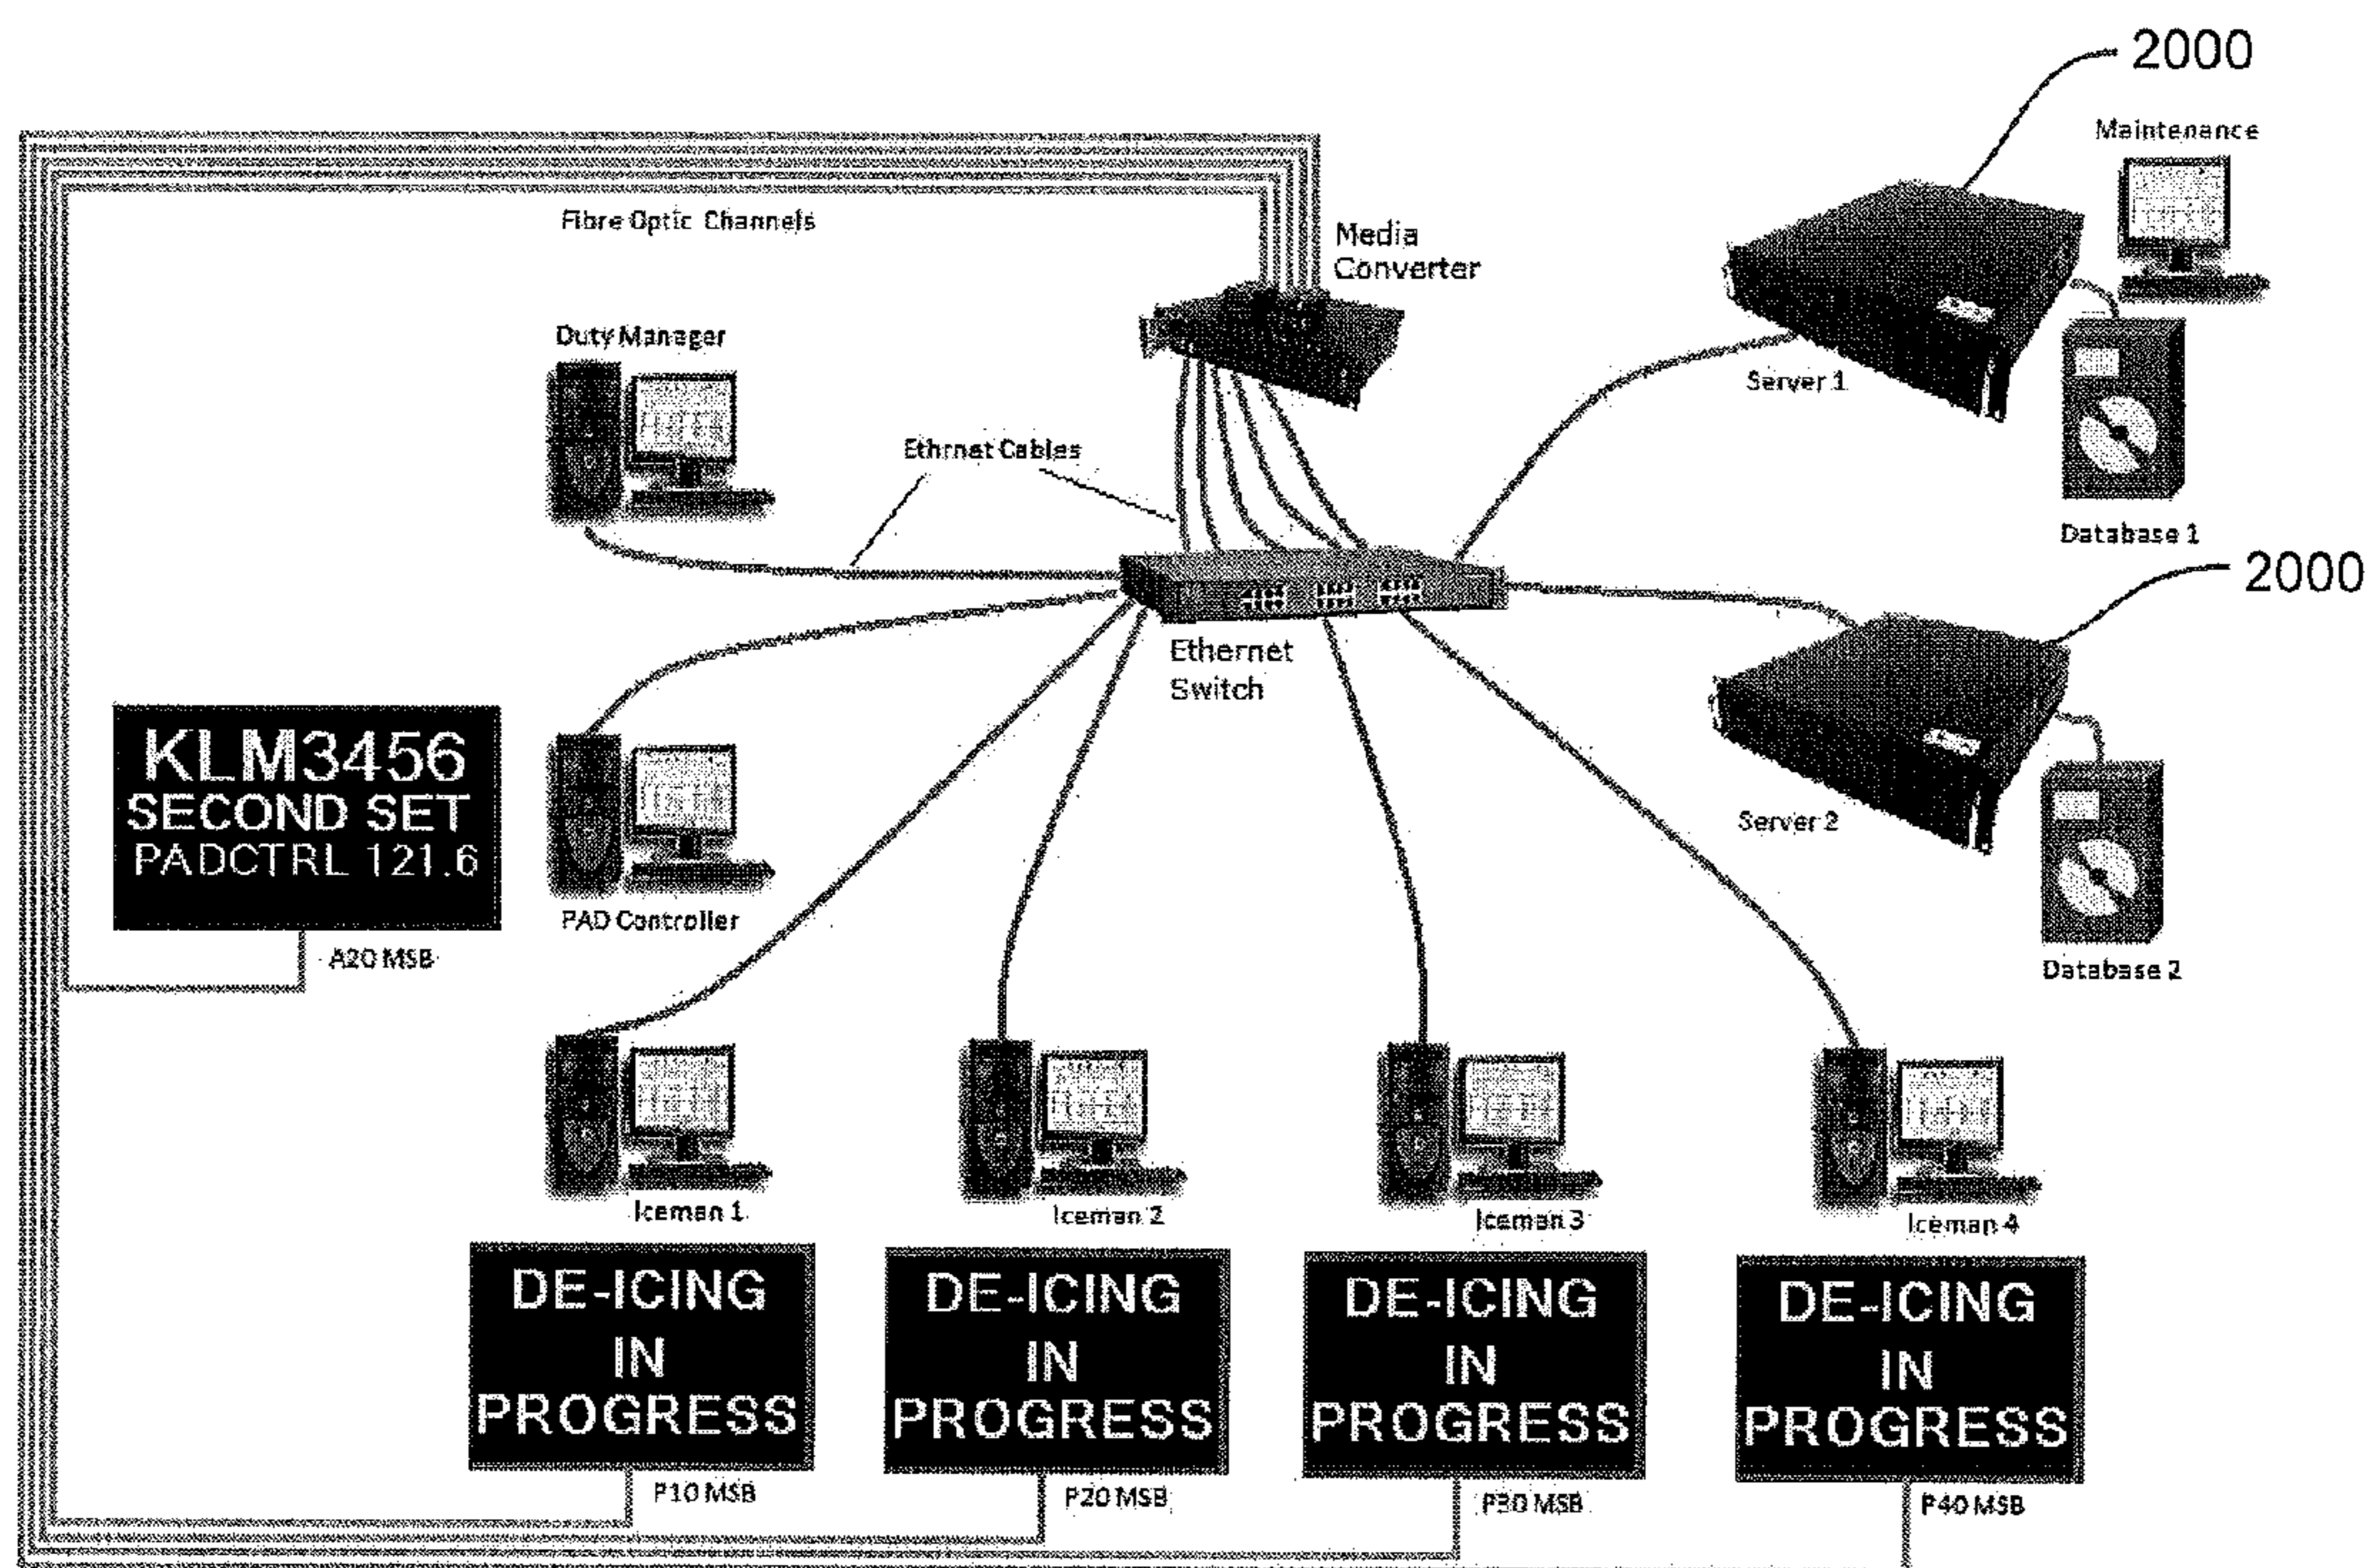 2000
Maintenance
Fibre Optic Channels
Media
Converter
Duty Manager
Server 1
Ethrnet Cables
Database 1
2000
Ethernet
Switch
KLM3456
SECOND SET
PADCTRL 121.6
Server 2
PAD Controller
A20 MSB
Database 2
Iceman 1
Iceman 2
Iceman 3
Iceman 4
DE-ICING
IN
PROGRESS
DE-ICING
IN
PROGRESS
DE-ICING
IN
PROGRESS
DE-ICING
IN
PROGRESS
P10 MSB
P20 MSB
P30 MSB
P40 MSB